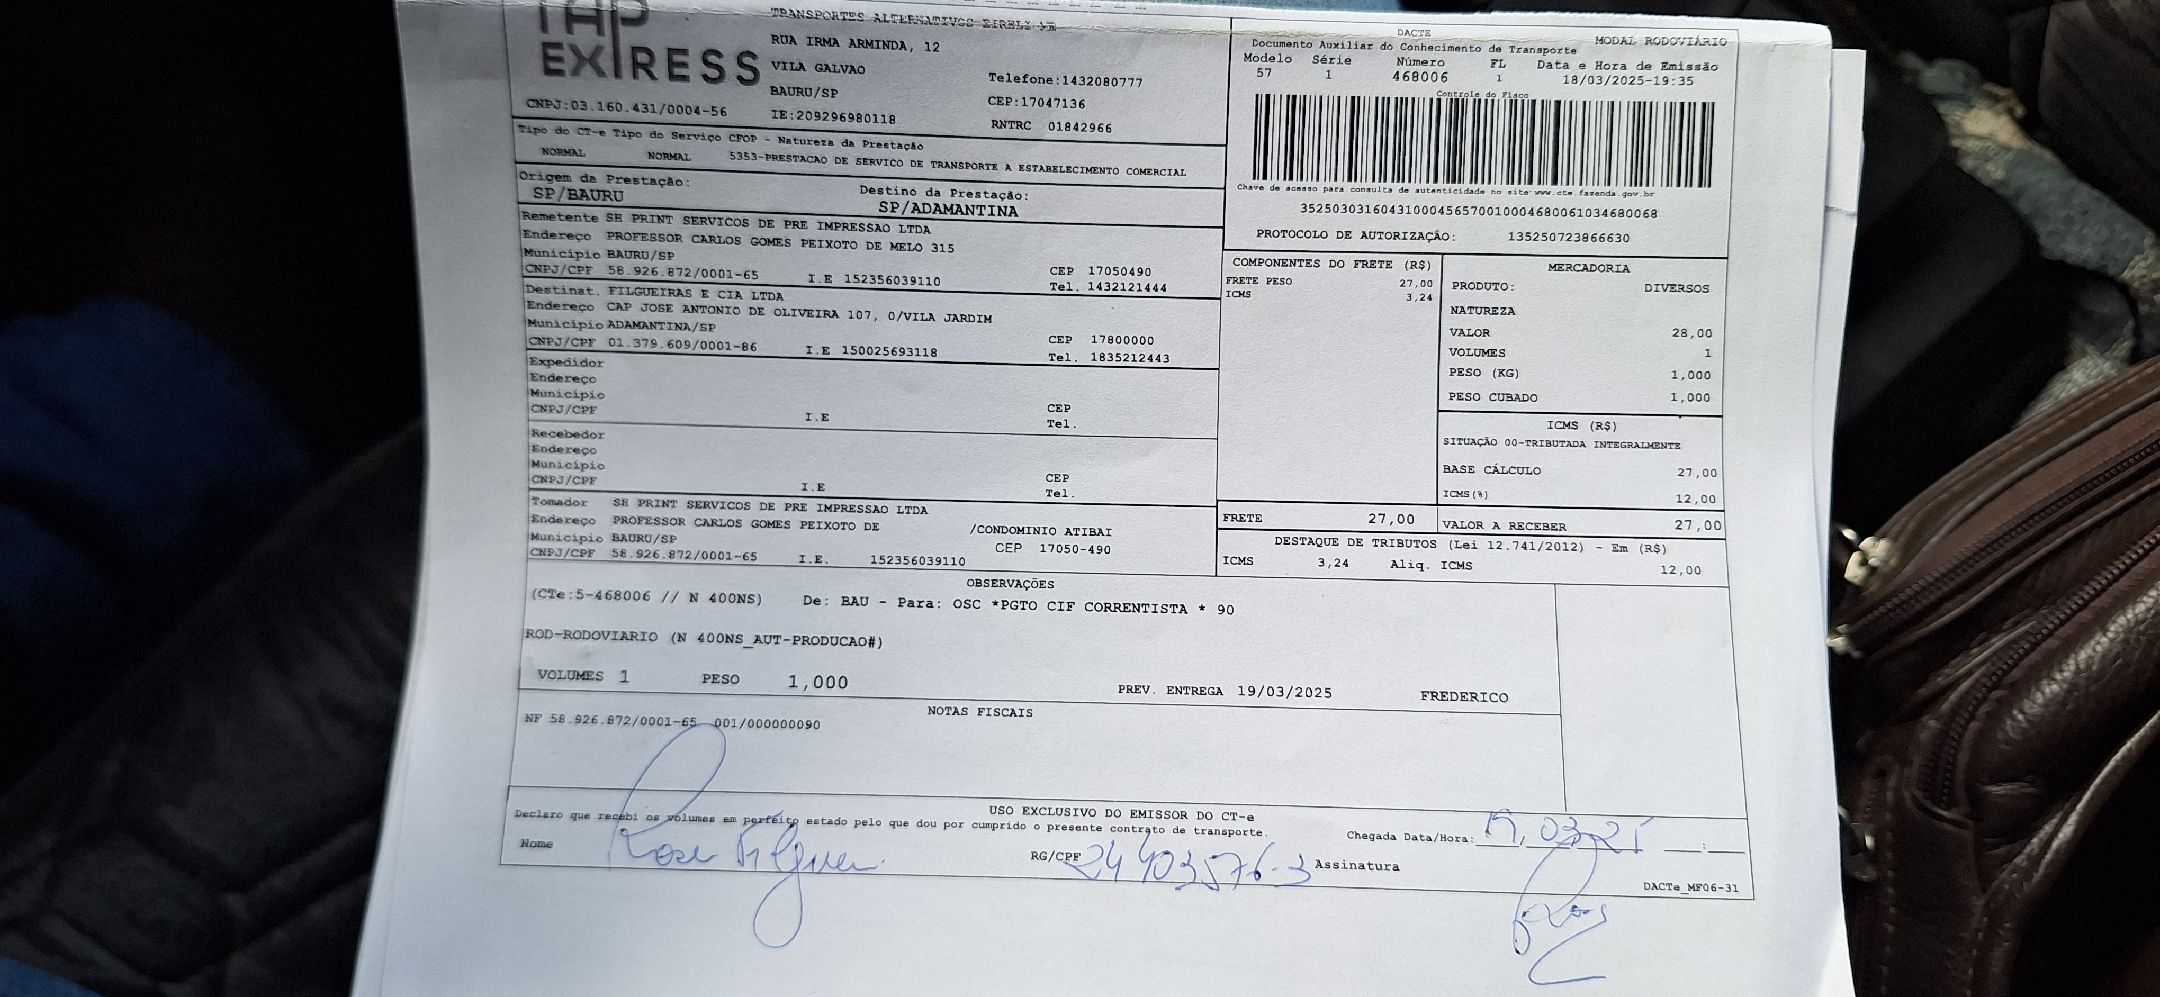 TAP
EXPRESS
TRANSPORTES ALTERNATIVOS EIRELI ME
RUA IRMA ARMINDA, 12
VILA GALVAO
BAURU/SP
Telefone:1432080777
CEP:17047136
CNPJ:03.160.431/0004-56 IE:209296980118 RNTRC 01842966
DACTE MODAL RODOVIÁRIO
Documento Auxiliar do Conhecimento de Transporte
Modelo Série Número FL Data e Hora de Emissão
57 1 468006 1 18/03/2025-19:35
Controle do Fisco
Chave de acesso para consulta de autenticidade no site www.cte.fazenda.gov.br
35250303160431000456570010004680061034680068
PROTOCOLO DE AUTORIZAÇÃO: 135250723866630
Tipo do CT-e Tipo do Serviço CFOP - Natureza da Prestação
NORMAL NORMAL 5353-PRESTACAO DE SERVICO DE TRANSPORTE A ESTABELECIMENTO COMERCIAL
Origem da Prestação: Destino da Prestação:
SP/BAURU SP/ADAMANTINA
Remetente SH PRINT SERVICOS DE PRE IMPRESSAO LTDA
Endereço PROFESSOR CARLOS GOMES PEIXOTO DE MELO 315
Município BAURU/SP CEP 17050490
CNPJ/CPF 58.926.872/0001-65 I.E 152356039110 Tel. 1432121444
Destinat. FILGUEIRAS E CIA LTDA
Endereço CAP JOSE ANTONIO DE OLIVEIRA 107, 0/VILA JARDIM
Município ADAMANTINA/SP CEP 17800000
CNPJ/CPF 01.379.609/0001-86 I.E 150025693118 Tel. 1835212443
Expedidor
Endereço
Município CEP
CNPJ/CPF I.E Tel.
Recebedor
Endereço
Município CEP
CNPJ/CPF I.E Tel.
Tomador SH PRINT SERVICOS DE PRE IMPRESSAO LTDA
Endereço PROFESSOR CARLOS GOMES PEIXOTO DE /CONDOMINIO ATIBAI
Município BAURU/SP CEP 17050-490
CNPJ/CPF 58.926.872/0001-65 I.E. 152356039110
COMPONENTES DO FRETE (R$)
FRETE PESO 27,00
ICMS 3,24
MERCADORIA
PRODUTO: DIVERSOS
NATUREZA
VALOR 28,00
VOLUMES 1
PESO (KG) 1,000
PESO CUBADO 1,000
ICMS (R$)
SITUAÇÃO 00-TRIBUTADA INTEGRALMENTE
BASE CÁLCULO 27,00
ICMS(%) 12,00
FRETE 27,00 VALOR A RECEBER 27,00
DESTAQUE DE TRIBUTOS (Lei 12.741/2012) - Em (R$)
ICMS 3,24 Aliq. ICMS 12,00
OBSERVAÇÕES
(CTe:5-468006 // N 400NS) De: BAU - Para: OSC *PGTO CIF CORRENTISTA * 90
ROD-RODOVIARIO (N 400NS_AUT-PRODUCAO#)
VOLUMES 1 PESO 1,000 PREV. ENTREGA 19/03/2025 FREDERICO
NOTAS FISCAIS
NF 58.926.872/0001-65 001/000000090
USO EXCLUSIVO DO EMISSOR DO CT-e
Declaro que recebi os volumes em perfeito estado pelo que dou por cumprido o presente contrato de transporte. Chegada Data/Hora: 19,03,25 __:__
Nome RG/CPF 24403576-3 Assinatura
DACTe_MF06-31